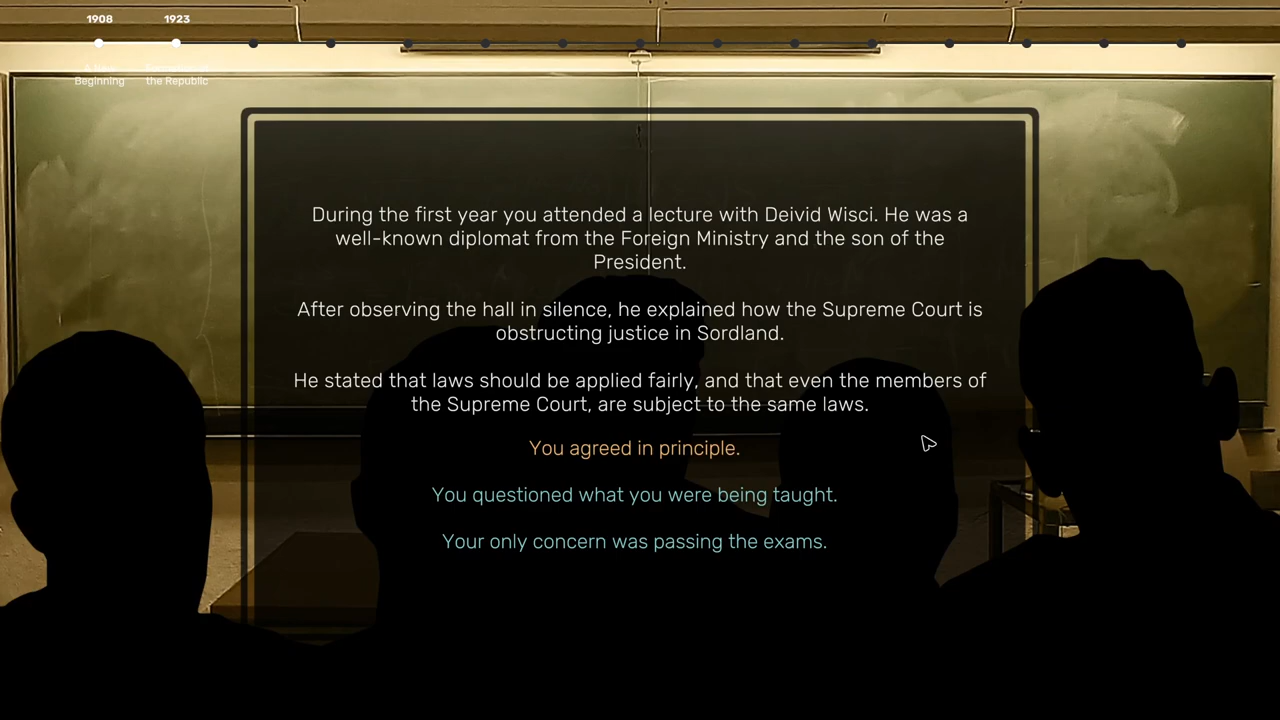 1908 1923
Beginning the Republic
During the first year you attended a lecture with Deivid Wisci. He was a
well-known diplomat from the Foreign Ministry and the son of the
President.
After observing the hall in silence, he explained how the Supreme Court is
obstructing justice in Sordland.
He stated that laws should be applied fairly, and that even the members of
the Supreme Court, are subject to the same laws.
You agreed in principle.
You questioned what you were being taught.
Your only concern was passing the exams.